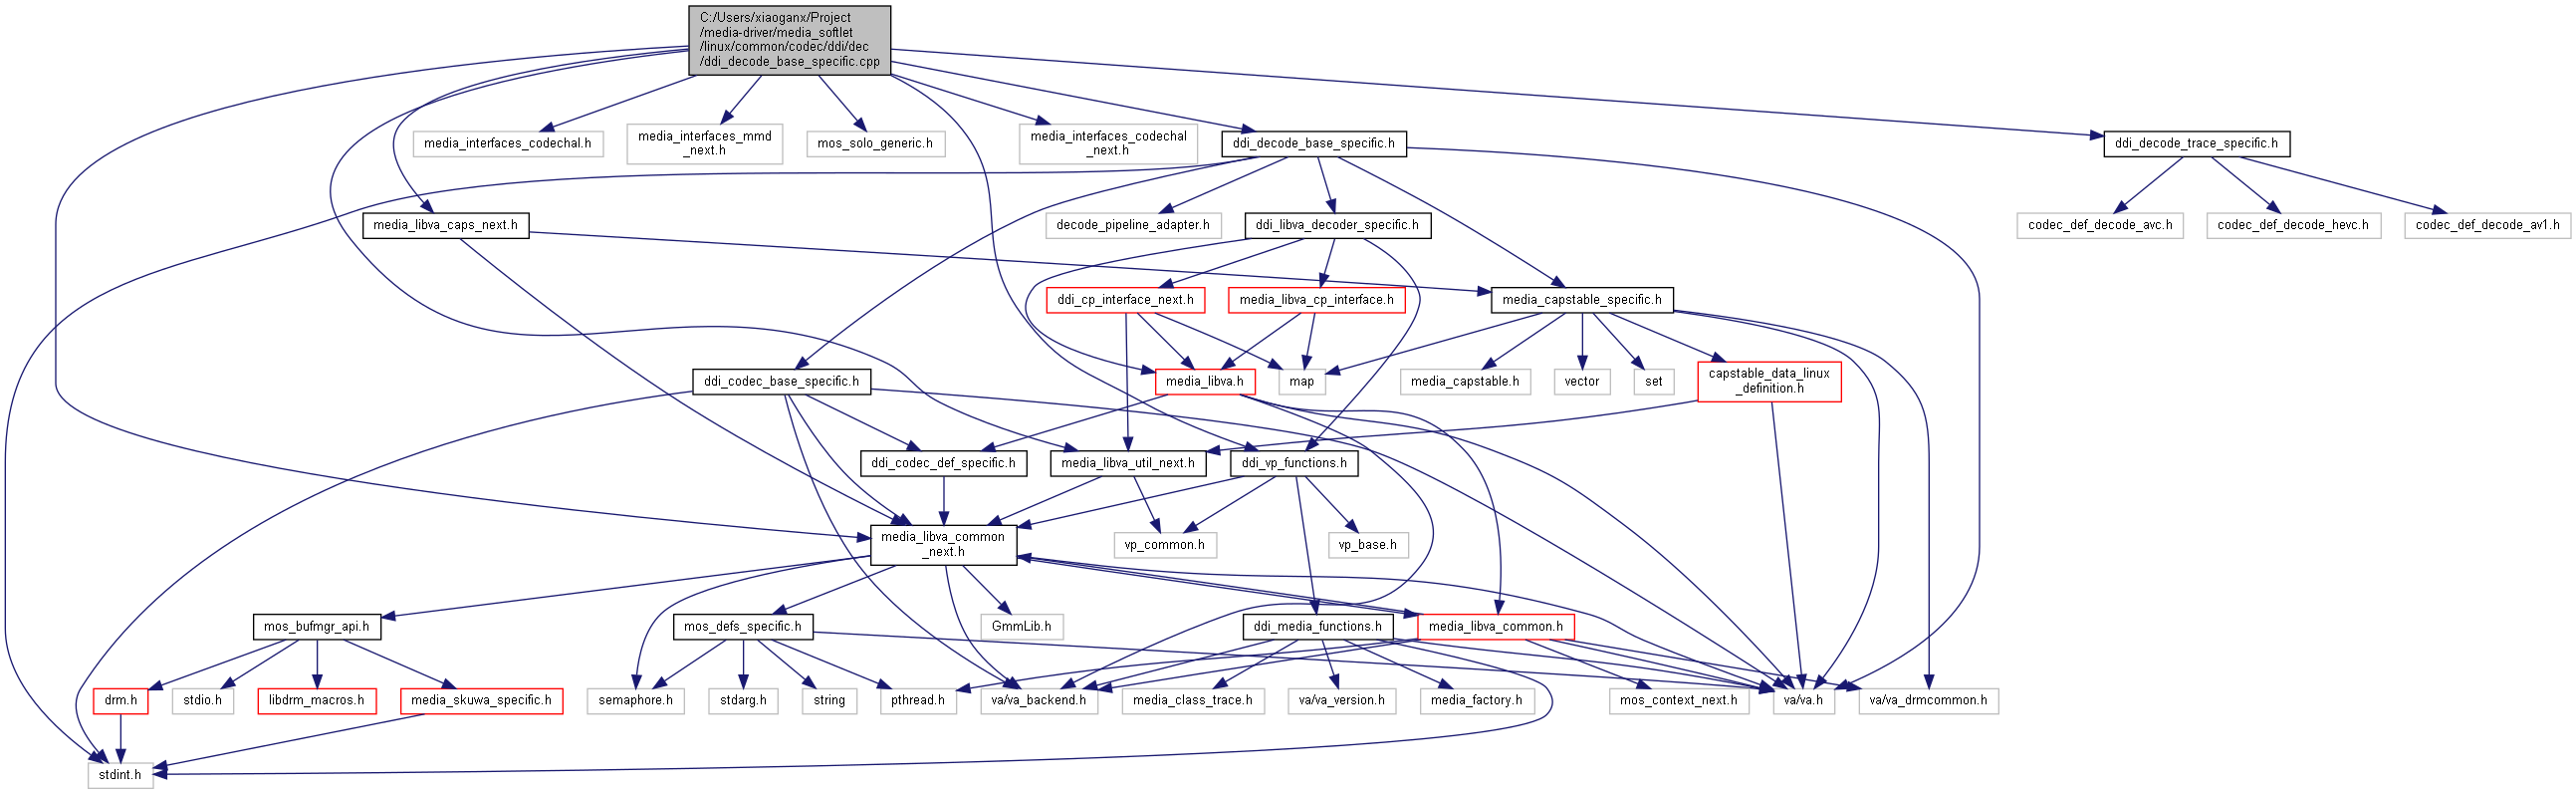 C:/Users/xiaoganx/Project
/media-driver/media_softlet
/linux/common/codec/ddi/dec
/ddi_decode_base_specific.cpp
media_interfaces_codechal.h
media_interfaces_mmd
_next.h
mos_solo_generic.h
media_interfaces_codechal
_next.h
ddi_decode_base_specific.h
ddi_decode_trace_specific.h
media_libva_caps_next.h
decode_pipeline_adapter.h
ddi_libva_decoder_specific.h
codec_def_decode_avc.h
codec_def_decode_hevc.h
codec_def_decode_av1.h
ddi_cp_interface_next.h
media_libva_cp_interface.h
media_capstable_specific.h
ddi_codec_base_specific.h
media_libva.h
map
media_capstable.h
vector
set
capstable_data_linux
_definition.h
ddi_codec_def_specific.h
media_libva_util_next.h
ddi_vp_functions.h
media_libva_common
_next.h
vp_common.h
vp_base.h
mos_bufmgr_api.h
mos_defs_specific.h
GmmLib.h
ddi_media_functions.h
media_libva_common.h
drm.h
stdio.h
libdrm_macros.h
media_skuwa_specific.h
semaphore.h
stdarg.h
string
pthread.h
va/va_backend.h
media_class_trace.h
va/va_version.h
media_factory.h
mos_context_next.h
va/va.h
va/va_drmcommon.h
stdint.h